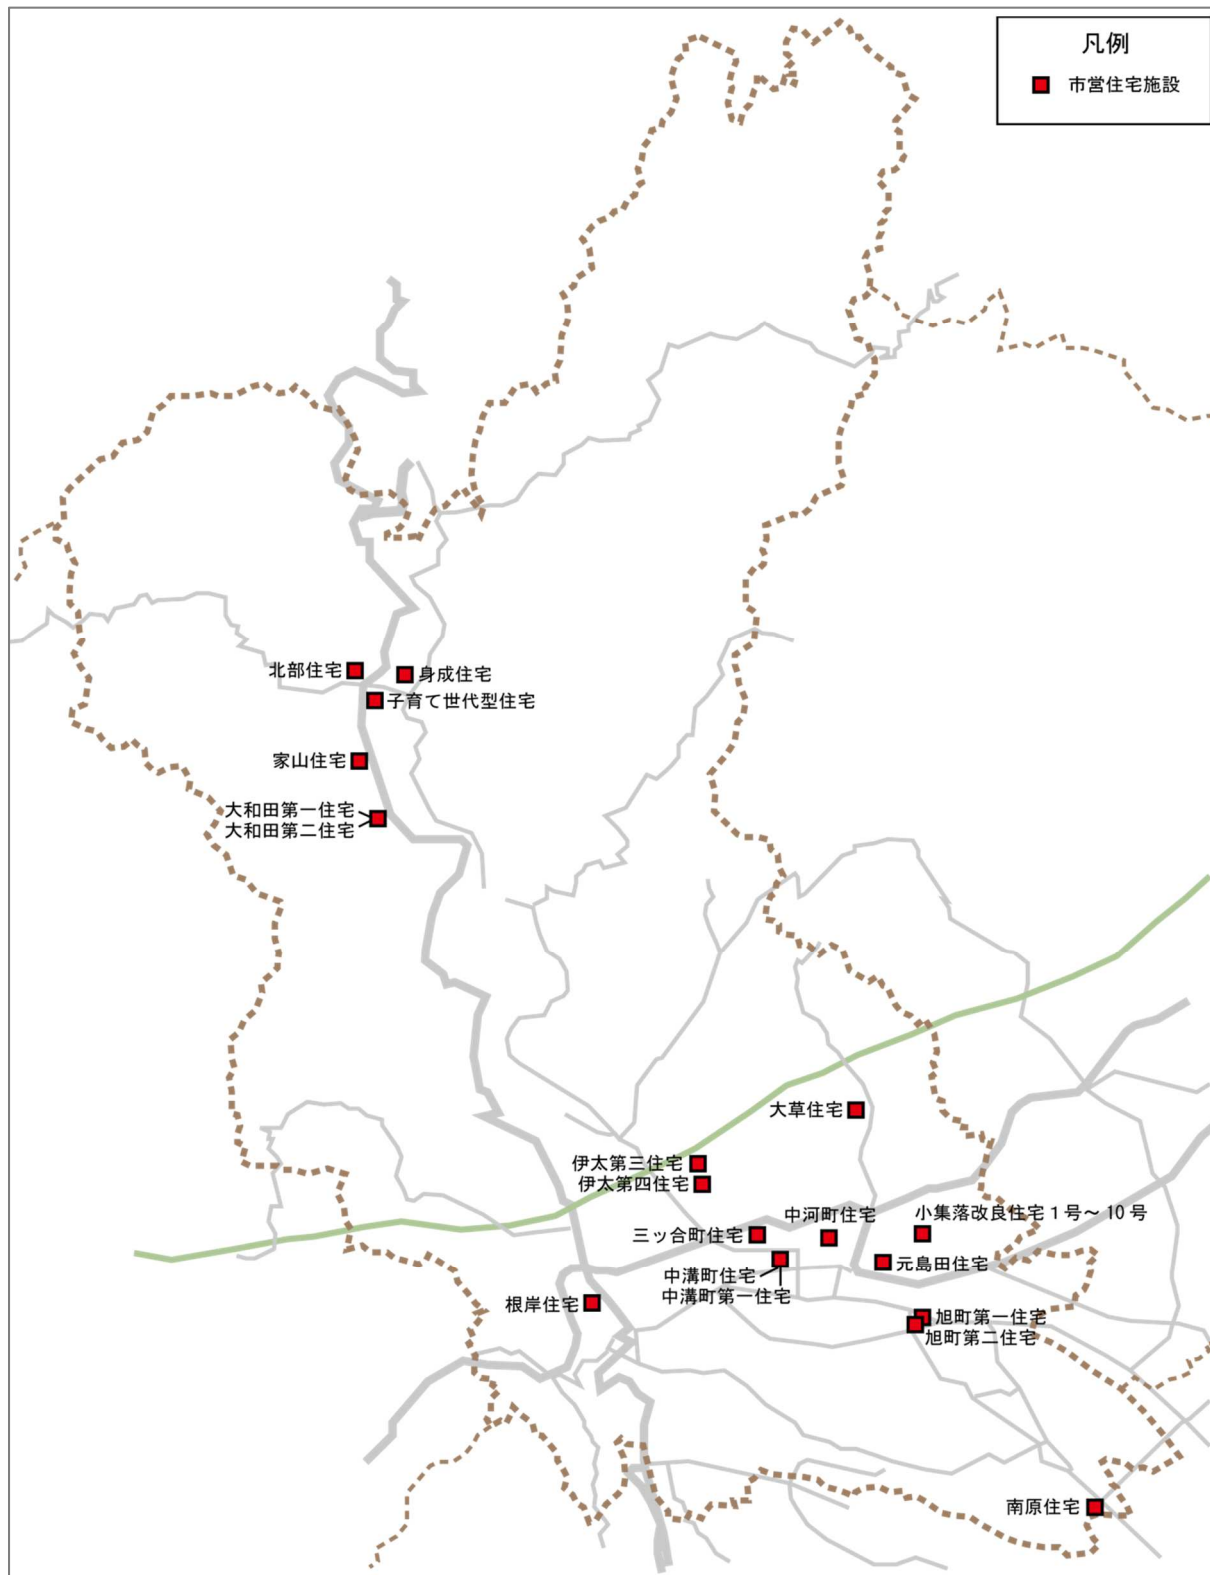 凡例
市営住宅施設
北部住宅
身成住宅
子育て世代型住宅
家山住宅
大和田第一住宅
大和田第二住宅
大草住宅
伊太第三住宅
伊太第四住宅
中河町住宅
小集落改良住宅1号～10号
三ッ合町住宅
元島田住宅
中溝町住宅
中溝町第一住宅
根岸住宅
旭町第一住宅
旭町第二住宅
南原住宅